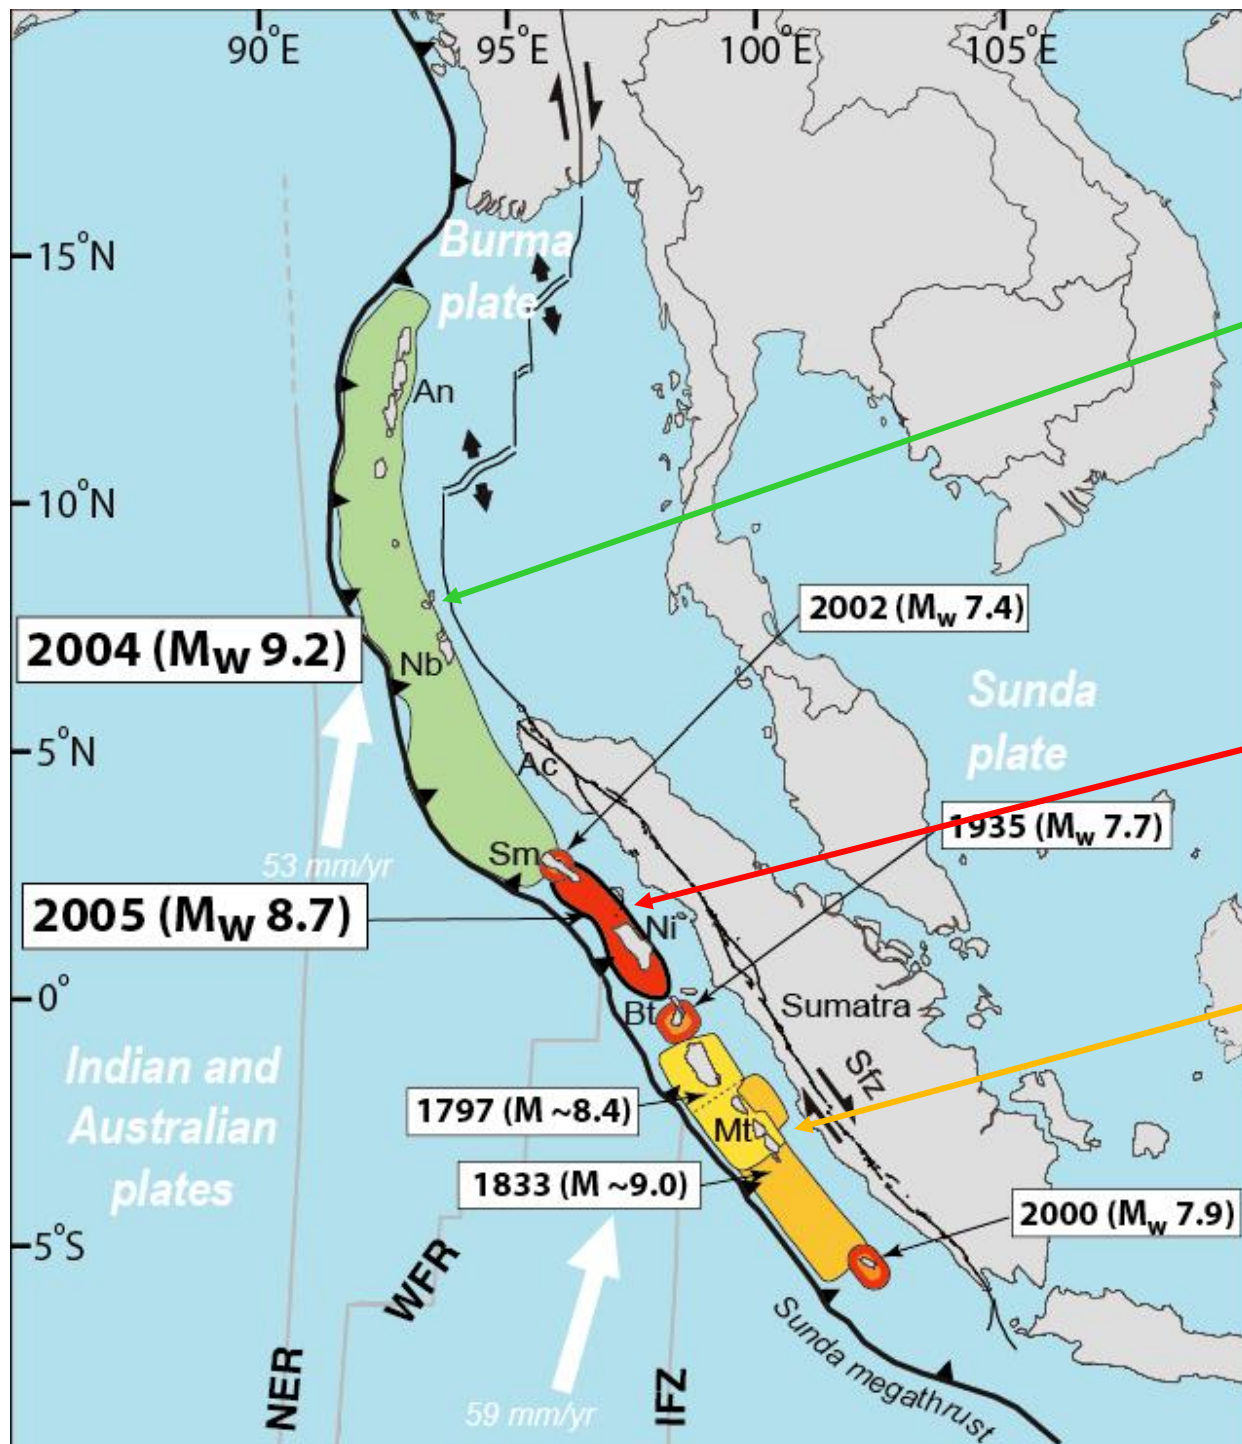 90°E
95°E
100°E
105°E
15°N
Burma
plate
An
10°N
2002 (Mw 7.4)
2004 (Mw 9.2)
Nb
Sunda
plate
5°N
Ac
1935 (Mw 7.7)
Sm
53 mm/yr
2005 (Mw 8.7)
Ni
0°
Bt
Sumatra
Sfz
Indian and
Australian
plates
1797 (M ~8.4)
Mt
1833 (M ~9.0)
2000 (Mw 7.9)
5°S
WFR
NER
IFZ
59 mm/yr
Sunda megathrust